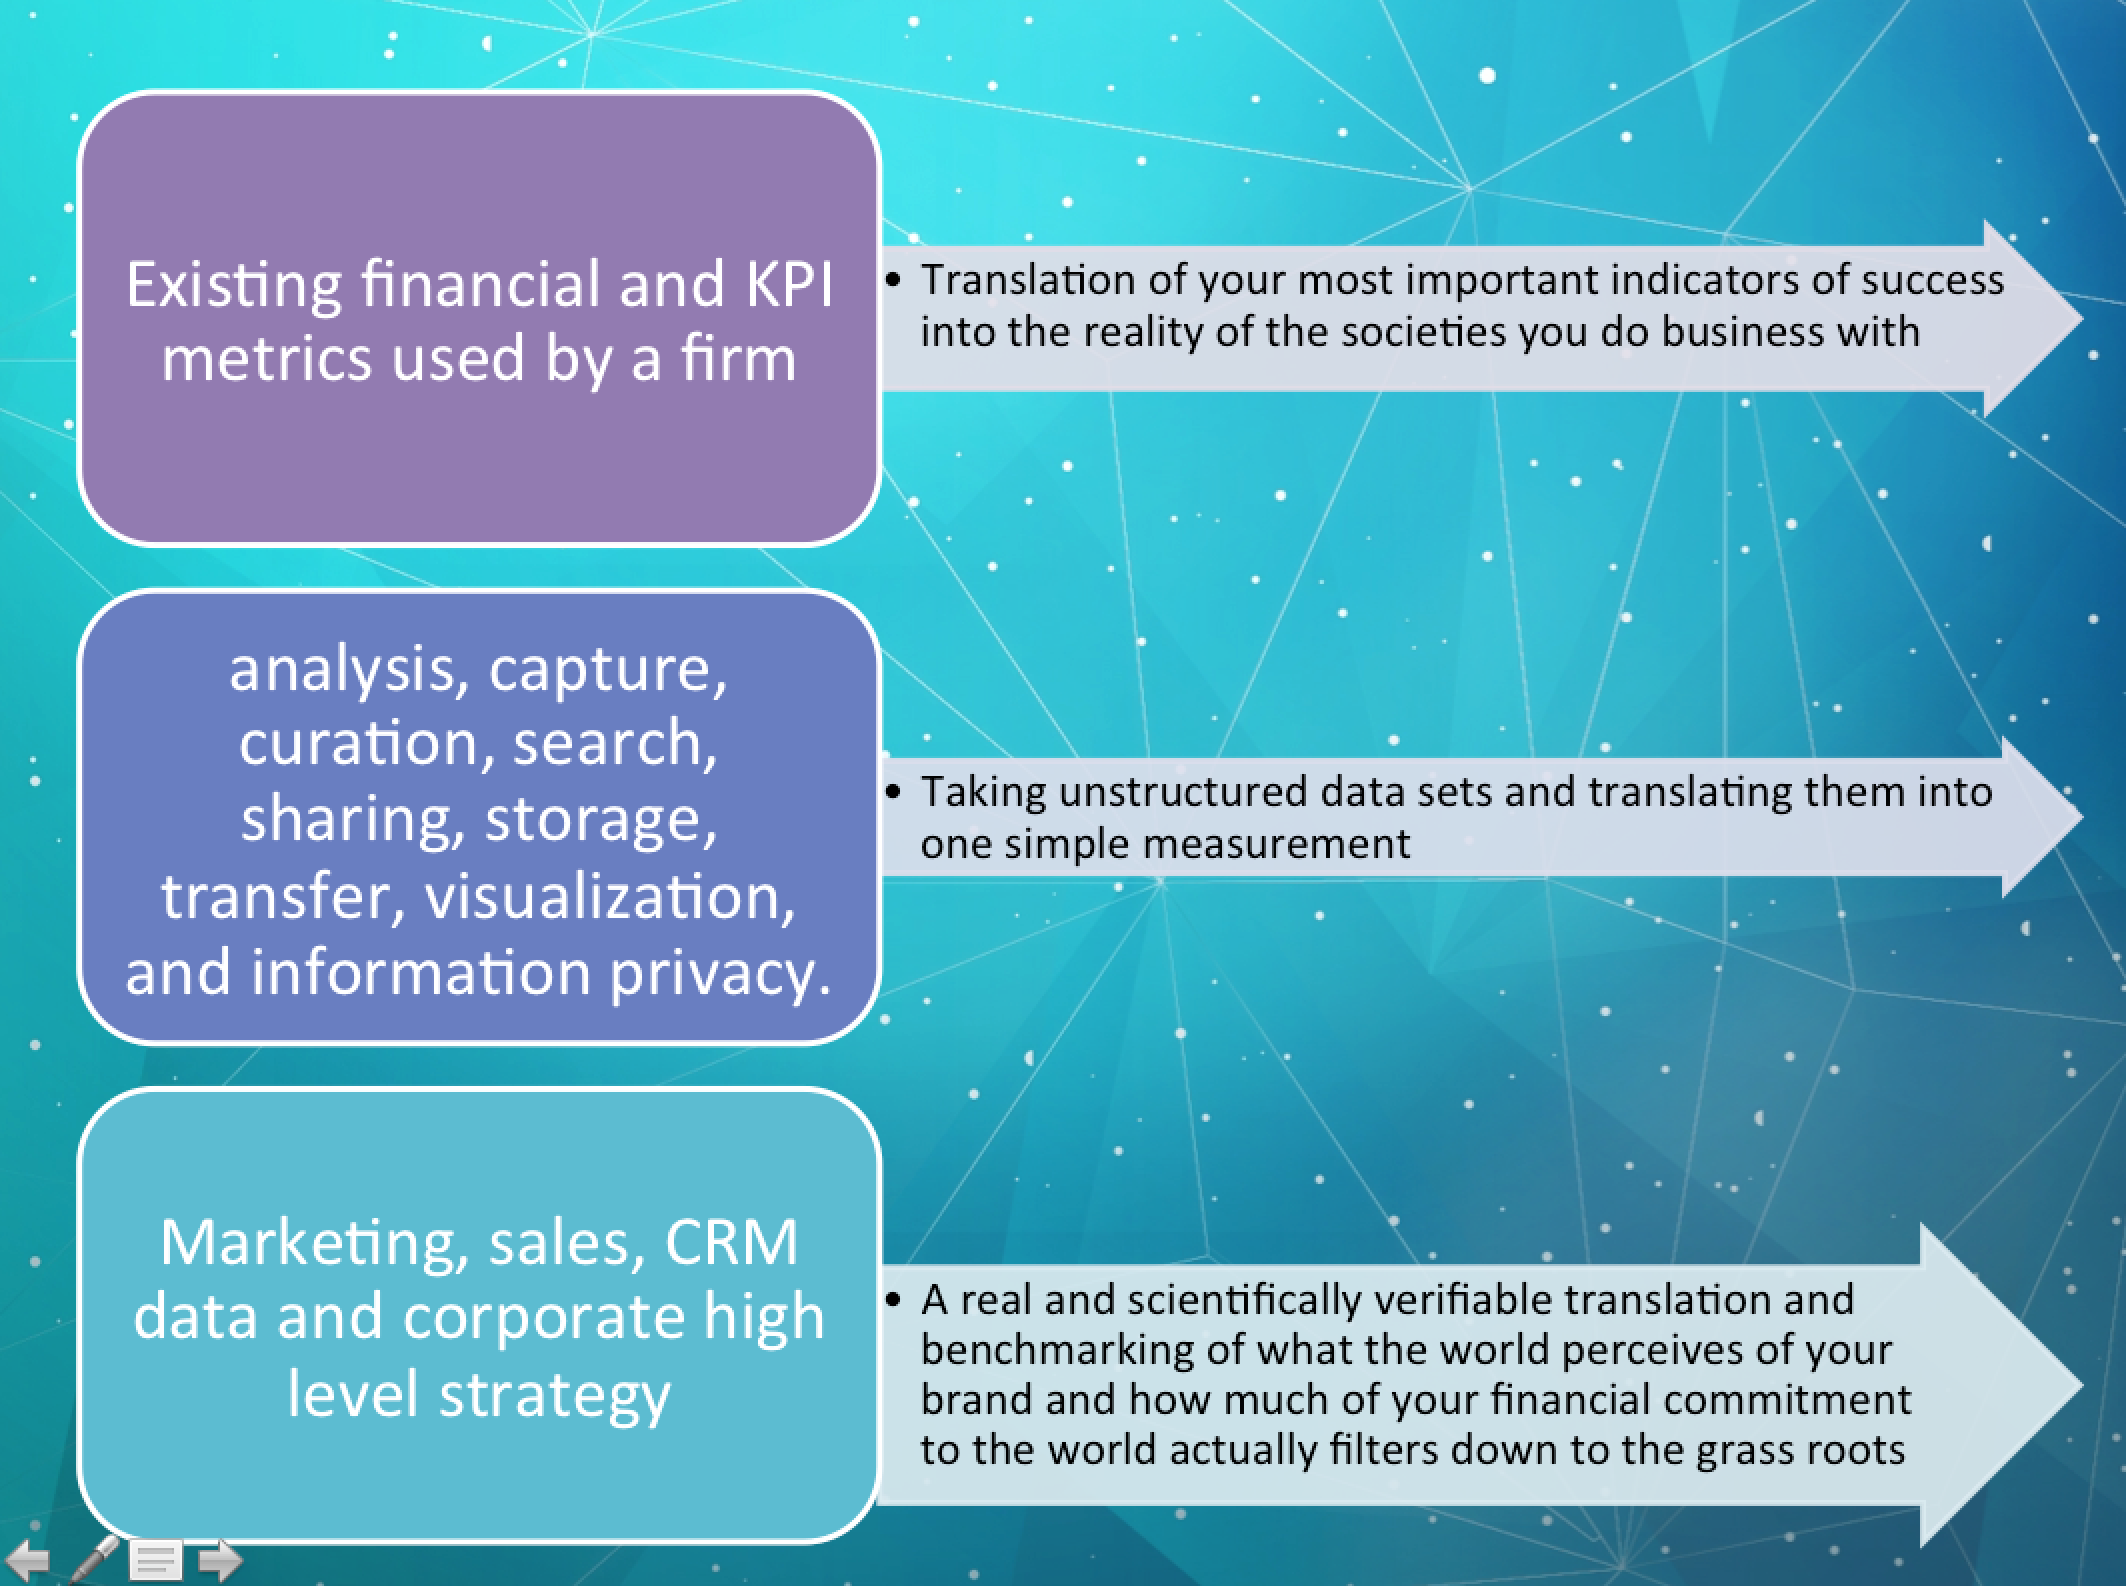 Existing financial and KPI
metrics used by a firm
• Translation of your most important indicators of success
into the reality of the societies you do business with
analysis, capture,
curation, search,
sharing, storage,
transfer, visualization,
and information privacy.
• Taking unstructured data sets and translating them into
one simple measurement
Marketing, sales, CRM
data and corporate high
level strategy
• A real and scientifically verifiable translation and
benchmarking of what the world perceives of your
brand and how much of your financial commitment
to the world actually filters down to the grass roots